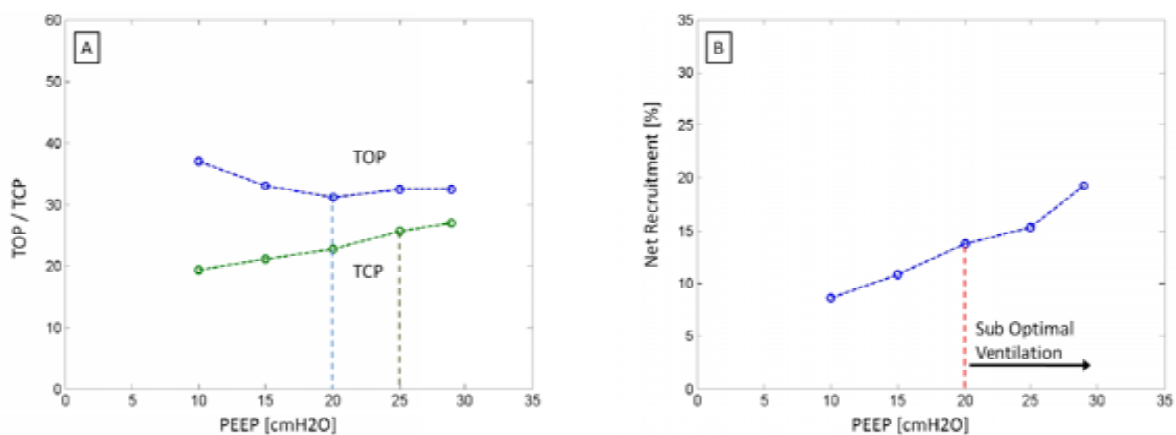 A
60
50
40
30
20
10
0
TOP / TCP
TOP
TCP
0 5 10 15 20 25 30 35
PEEP [cmH2O]
B
35
30
25
20
15
10
5
0
Net Recruitment [%]
Sub Optimal
Ventilation
0 5 10 15 20 25 30 35
PEEP [cmH2O]